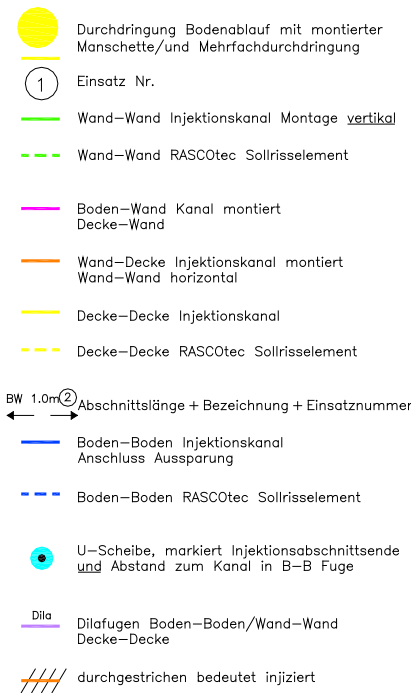 Durchdringung Bodenablauf mit montierter
Manschette/und Mehrfachdurchdringung
1 Einsatz Nr.
Wand-Wand Injektionskanal Montage vertikal
Wand-Wand RASCOtec Sollrisselement
Boden-Wand Kanal montiert
Decke-Wand
Wand-Decke Injektionskanal montiert
Wand-Wand horizontal
Decke-Decke Injektionskanal
Decke-Decke RASCOtec Sollrisselement
BW 1.0m 2
Abschnittslänge + Bezeichnung + Einsatznummer
Boden-Boden Injektionskanal
Anschluss Aussparung
Boden-Boden RASCOtec Sollrisselement
U-Scheibe, markiert Injektionsabschnittsende
und Abstand zum Kanal in B-B Fuge
Dila
Dilafugen Boden-Boden/Wand-Wand
Decke-Decke
durchgestrichen bedeutet injiziert